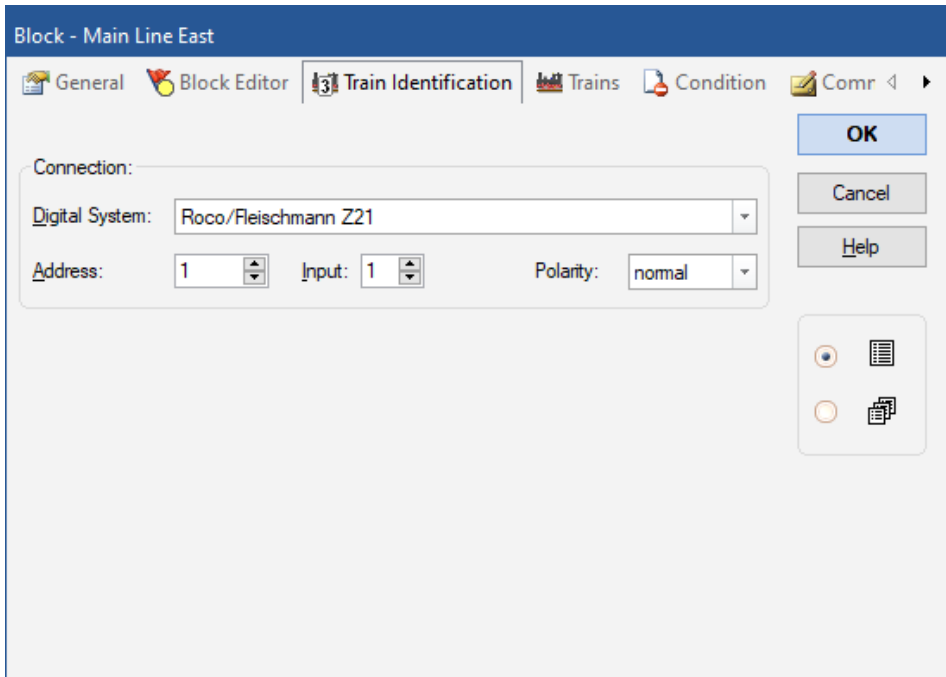 Block - Main Line East
General Block Editor Train Identification Trains Condition Comr
OK
Connection:
Cancel
Digital System: Roco/Fleischmann Z21
Help
Address: 1 Input: 1 Polarity: normal